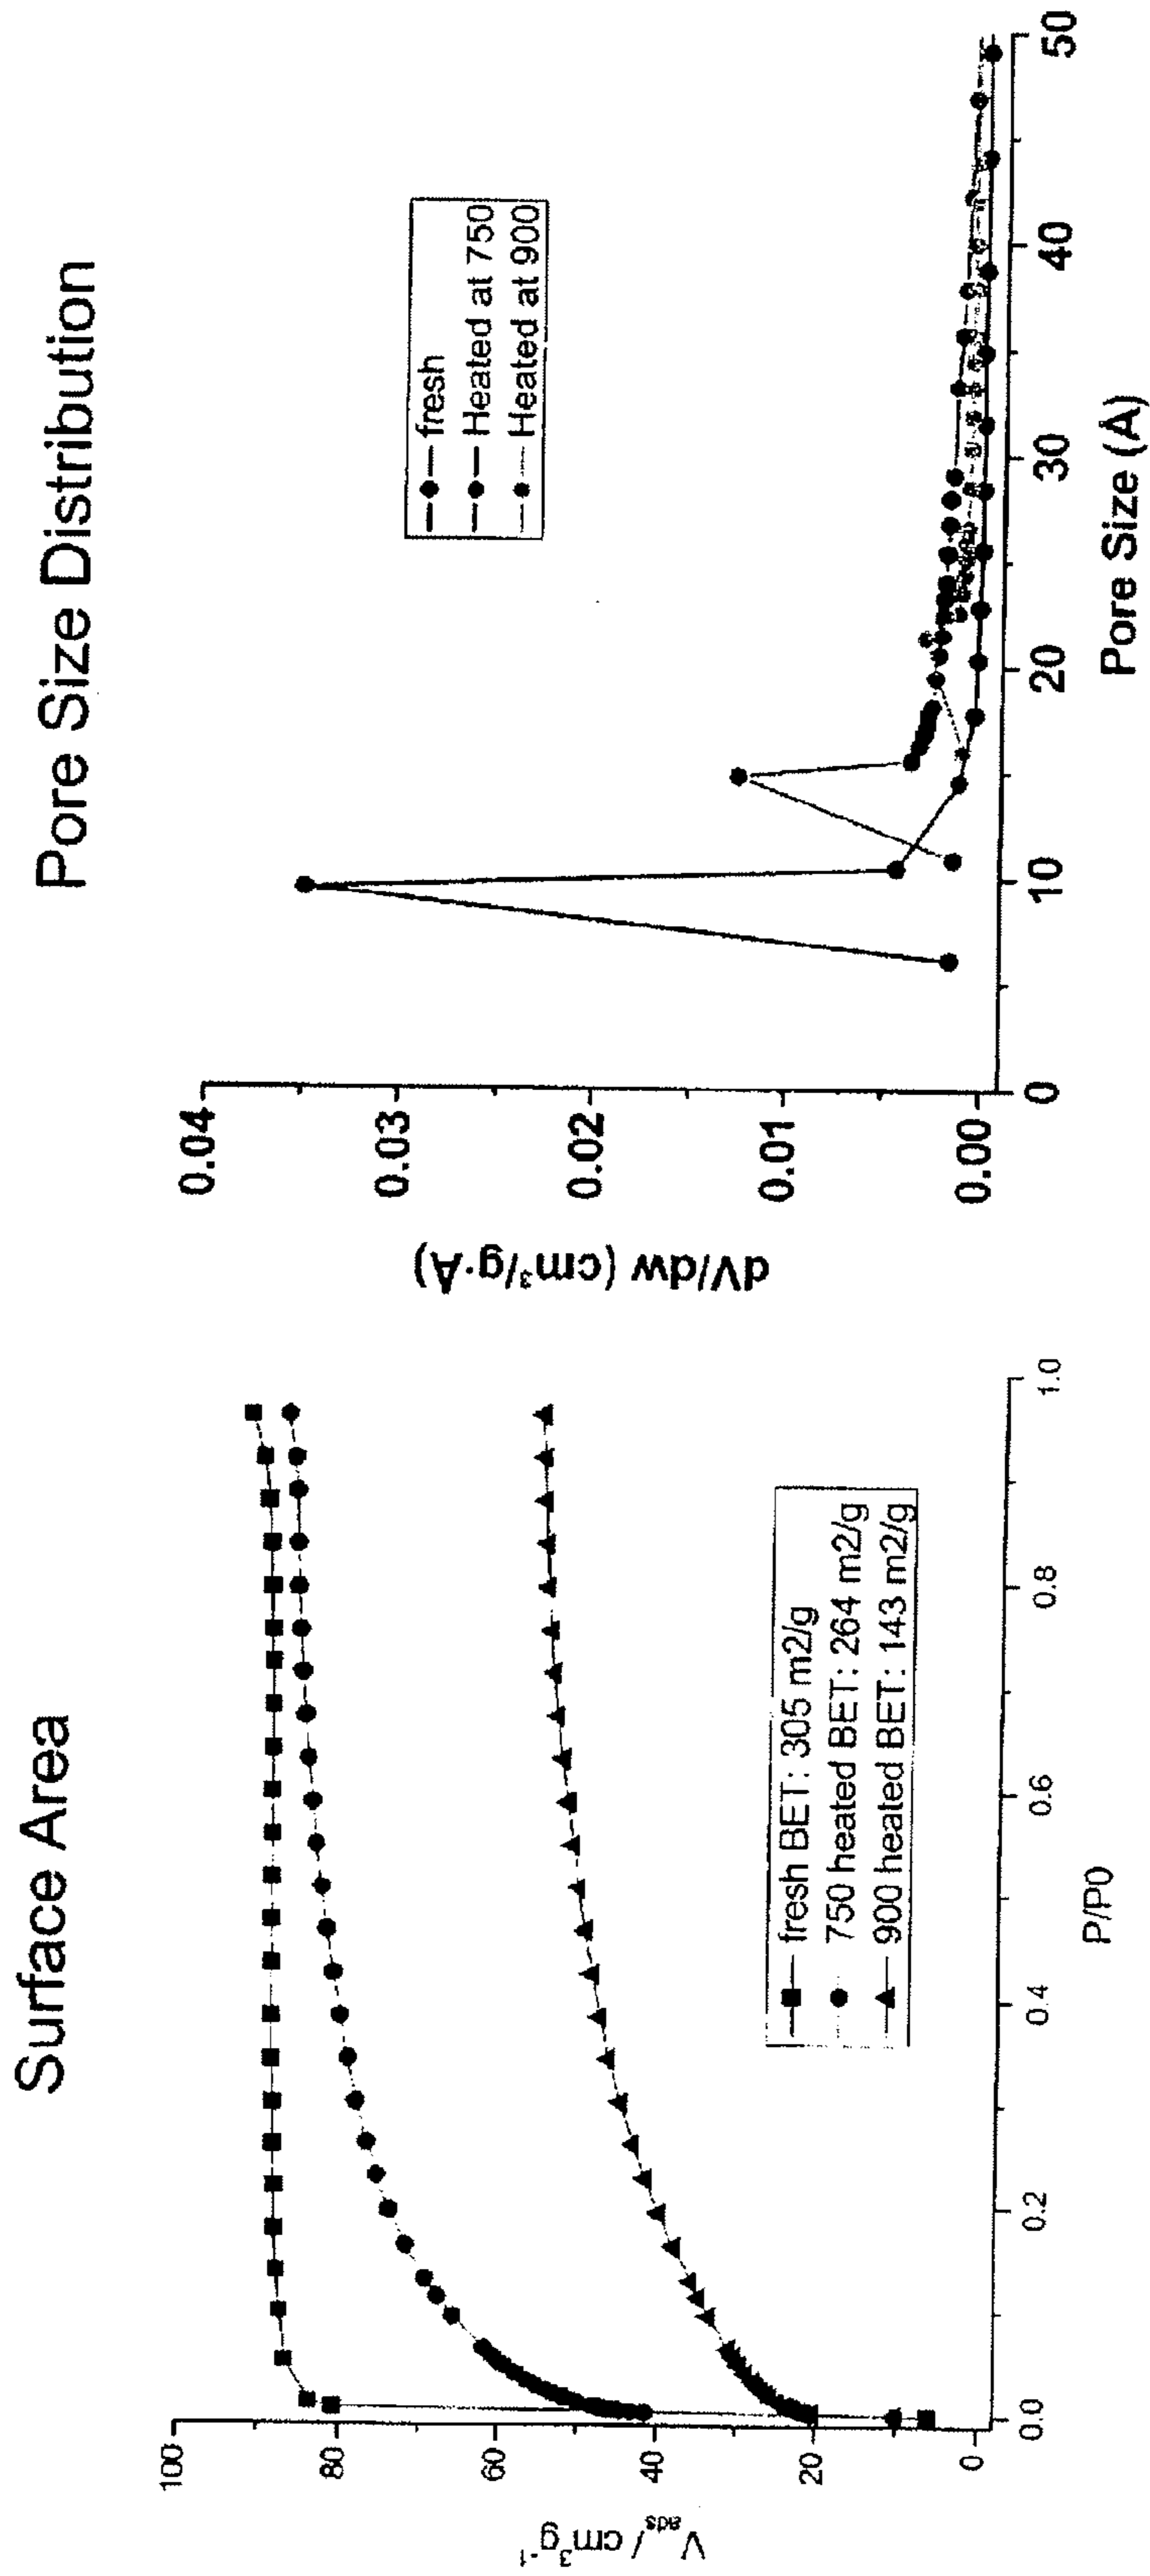 Surface Area
V_ads / cm³g⁻¹
100
80
60
40
20
0
0.0
0.2
0.4
0.6
0.8
1.0
P/P0
fresh BET: 305 m2/g
750 heated BET: 264 m2/g
900 heated BET: 143 m2/g
Pore Size Distribution
dV/dw (cm³/g·Å)
0.04
0.03
0.02
0.01
0.00
0
10
20
30
40
50
Pore Size (Å)
fresh
Heated at 750
Heated at 900